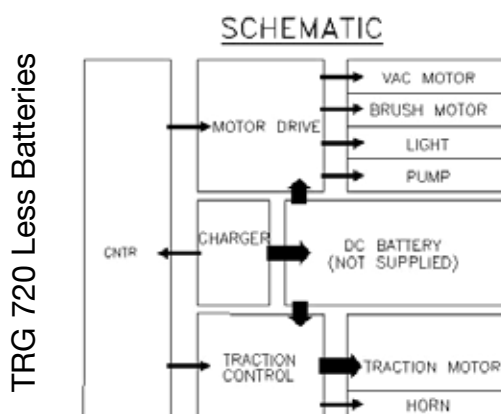 SCHEMATIC
TRG 720 Less Batteries
CNTR
MOTOR DRIVE
VAC MOTOR
BRUSH MOTOR
LIGHT
PUMP
CHARGER
DC BATTERY
(NOT SUPPLIED)
TRACTION
CONTROL
TRACTION MOTOR
HORN